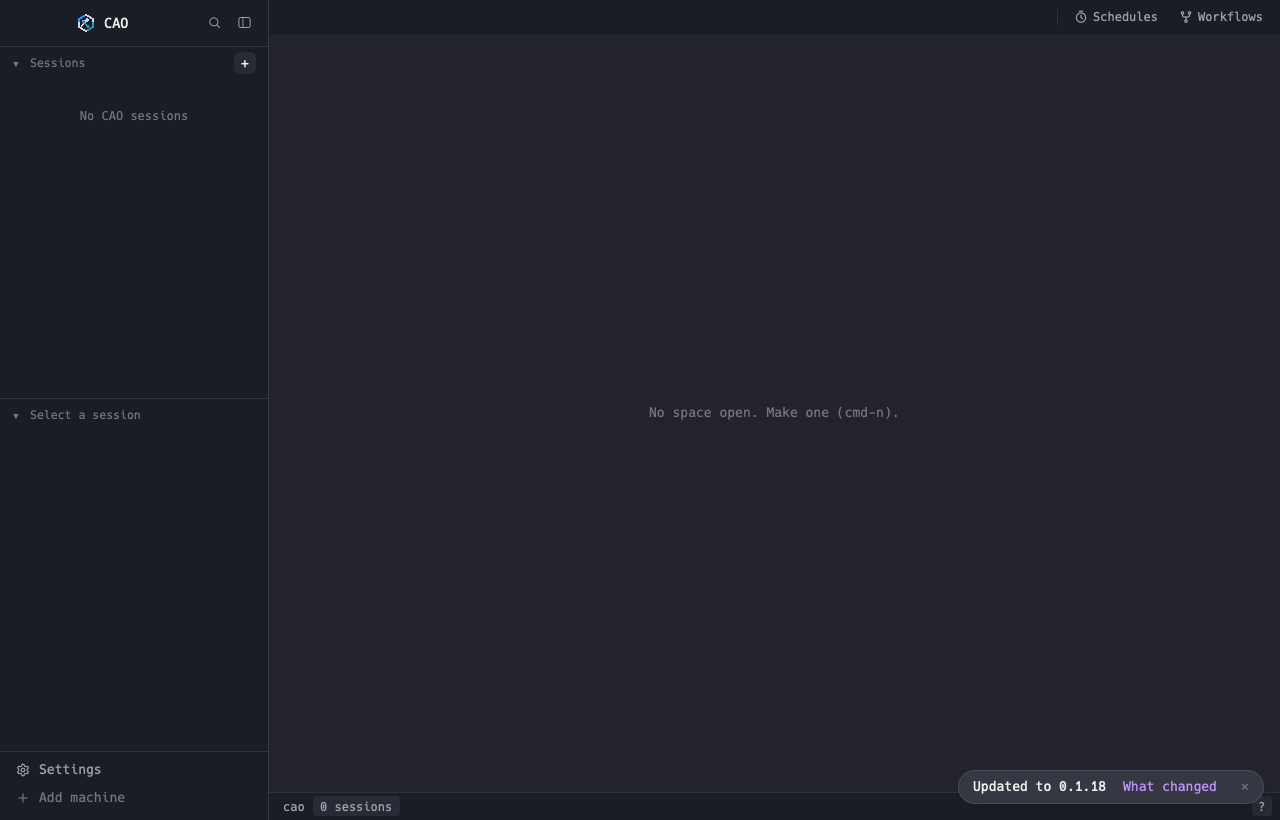 CAO
Schedules
Workflows
Sessions
+
No CAO sessions
No space open. Make one (cmd-n).
Select a session
Settings
+ Add machine
cao
0 sessions
Updated to 0.1.18 What changed ×
?